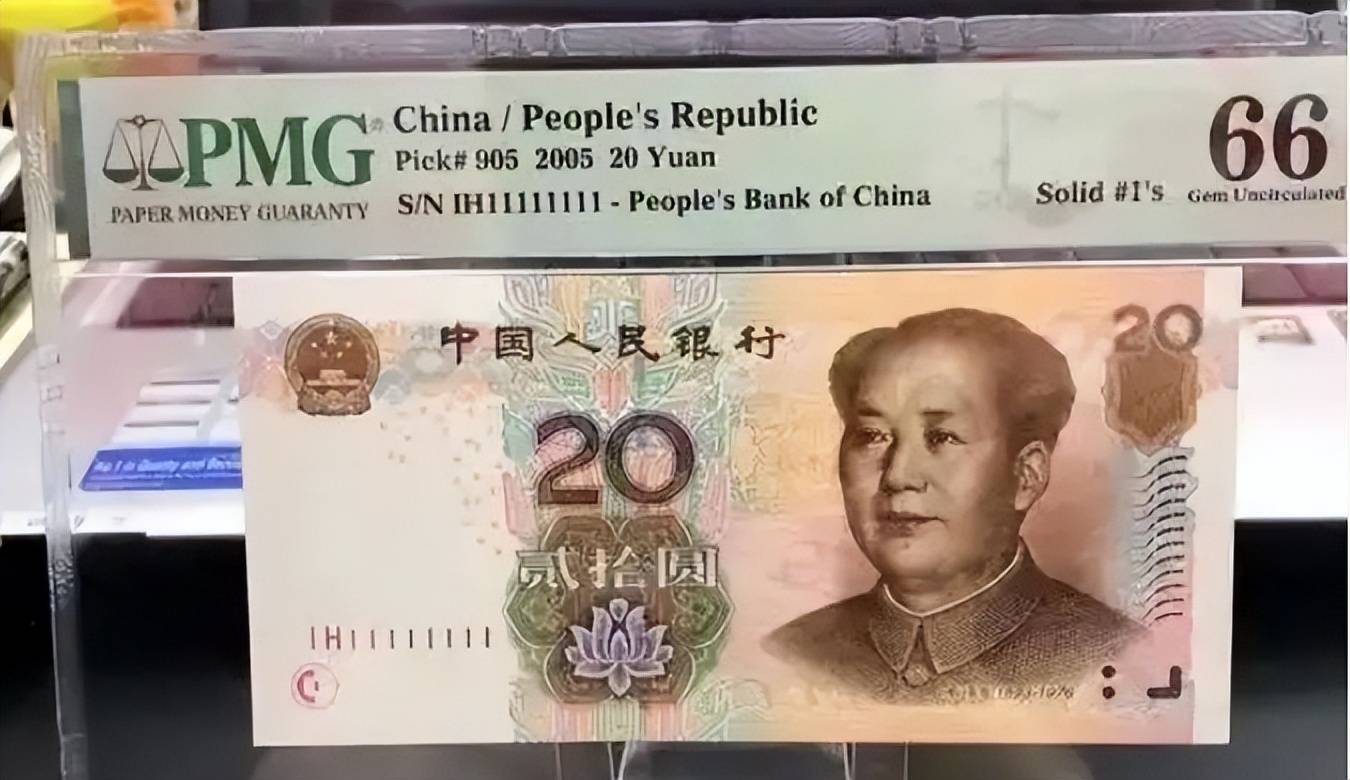 PMG
PAPER MONEY GUARANTY
China / People's Republic
Pick# 905 2005 20 Yuan
S/N IH11111111 - People's Bank of China
Solid #1's
66
Gem Uncirculated
中国人民银行
20
20
贰拾圆
IH11111111